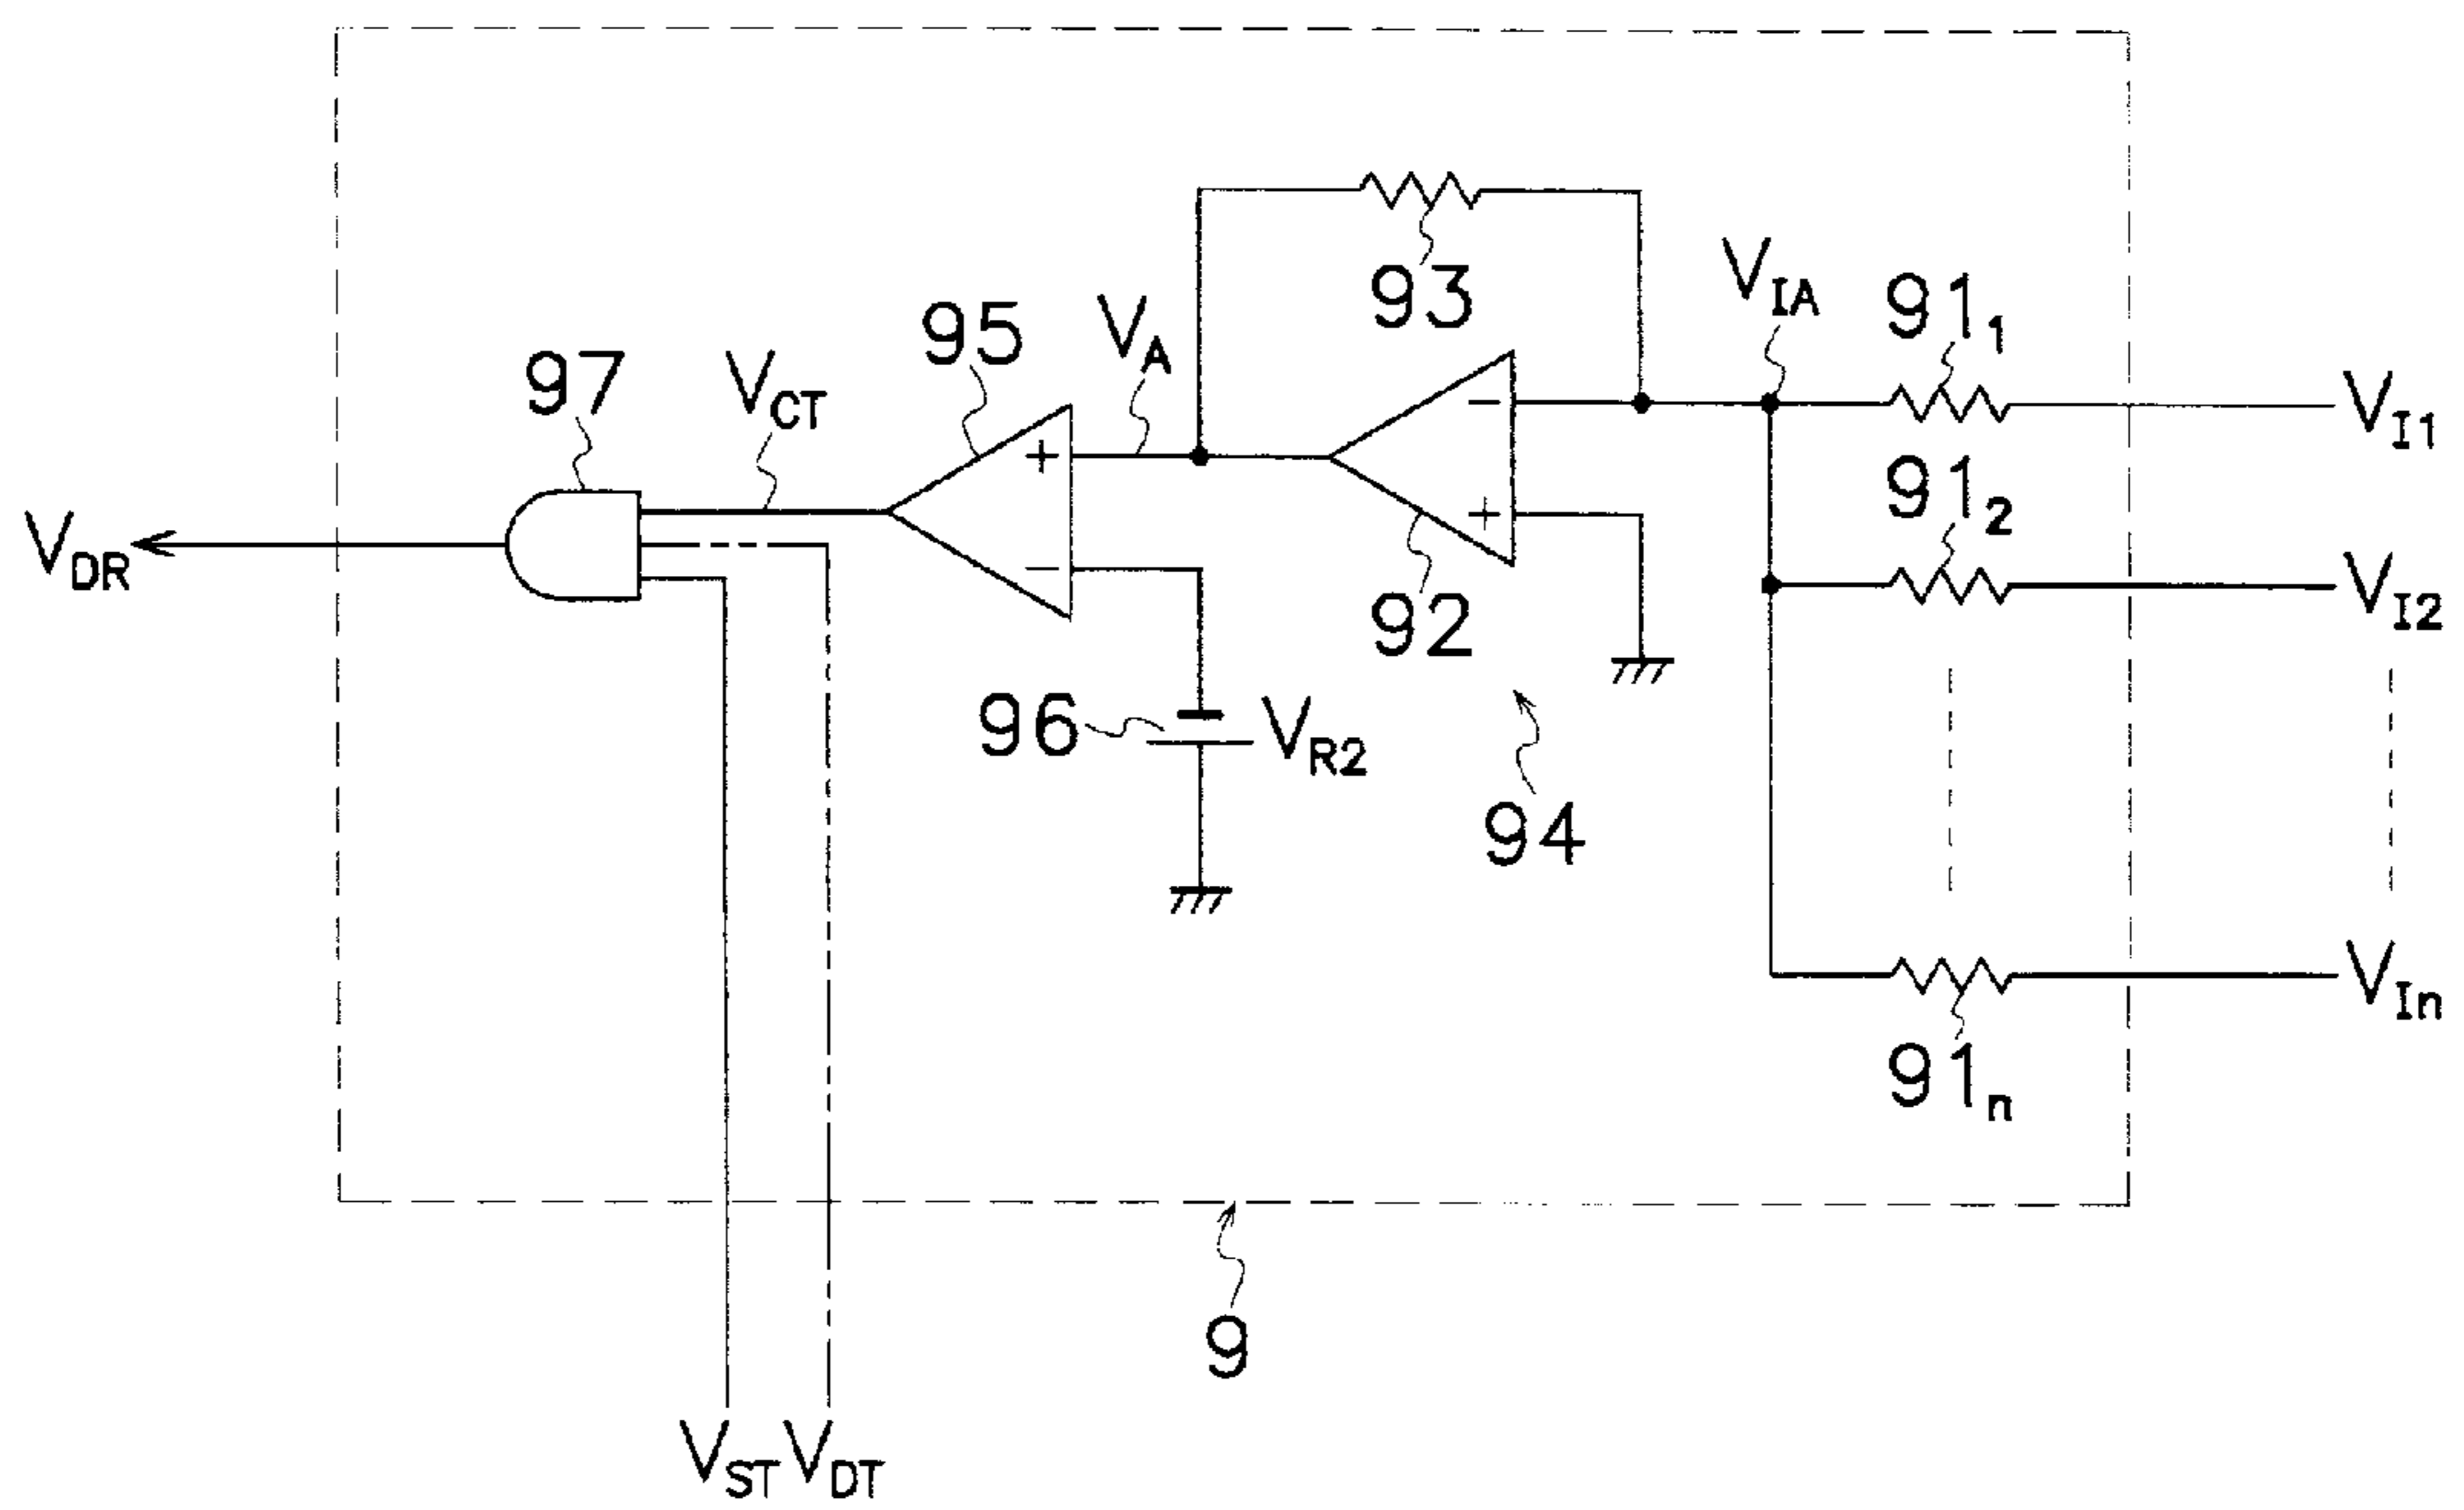 93
V_IA
91_1
95
V_A
97
V_CT
V_I1
91_2
V_DR
92
V_I2
96
V_R2
94
V_In
91_n
9
V_ST V_DT
+
−
−
+